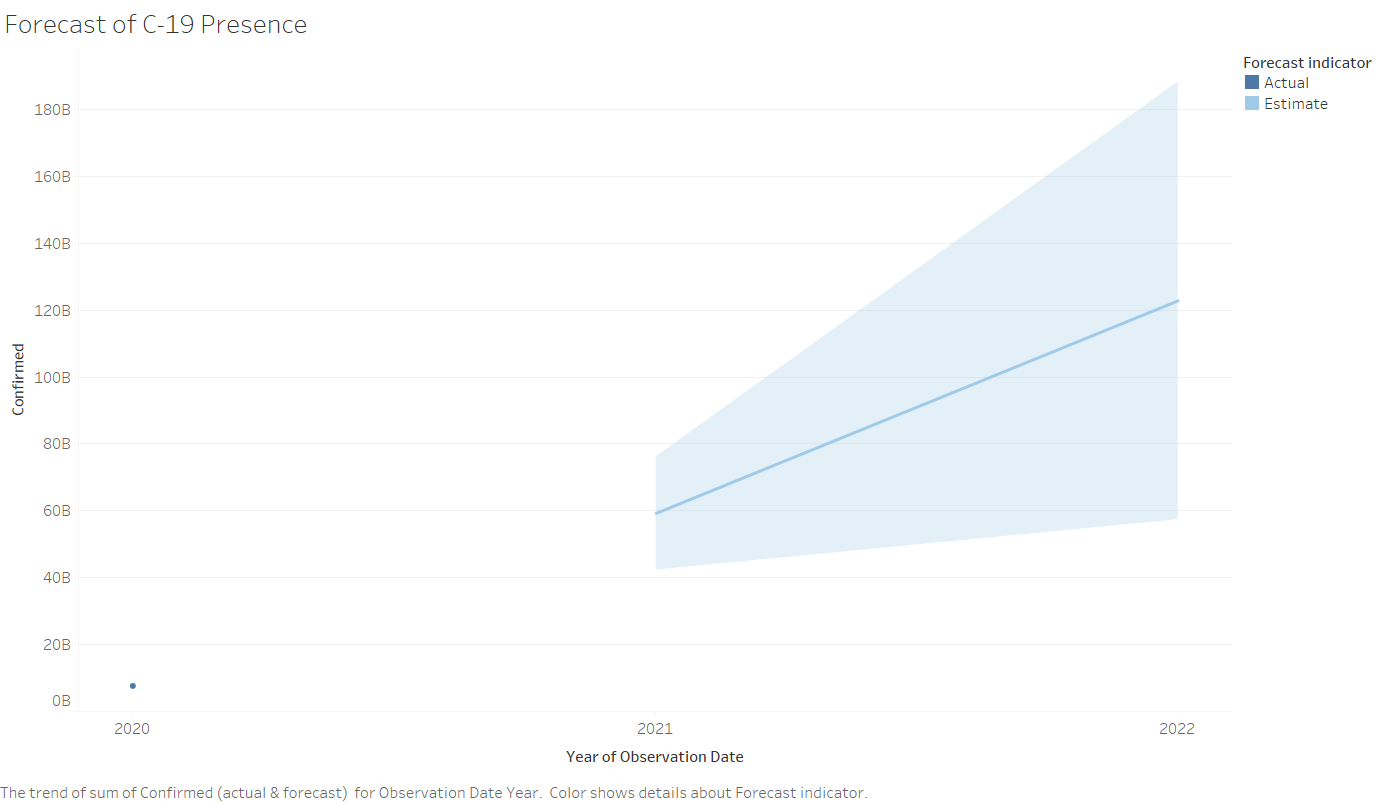 Forecast of C-19 Presence
Forecast indicator
Actual
Estimate
180B
160B
140B
120B
100B
80B
60B
40B
20B
0B
Confirmed
2020 2021 2022
Year of Observation Date
The trend of sum of Confirmed (actual & forecast) for Observation Date Year. Color shows details about Forecast indicator.